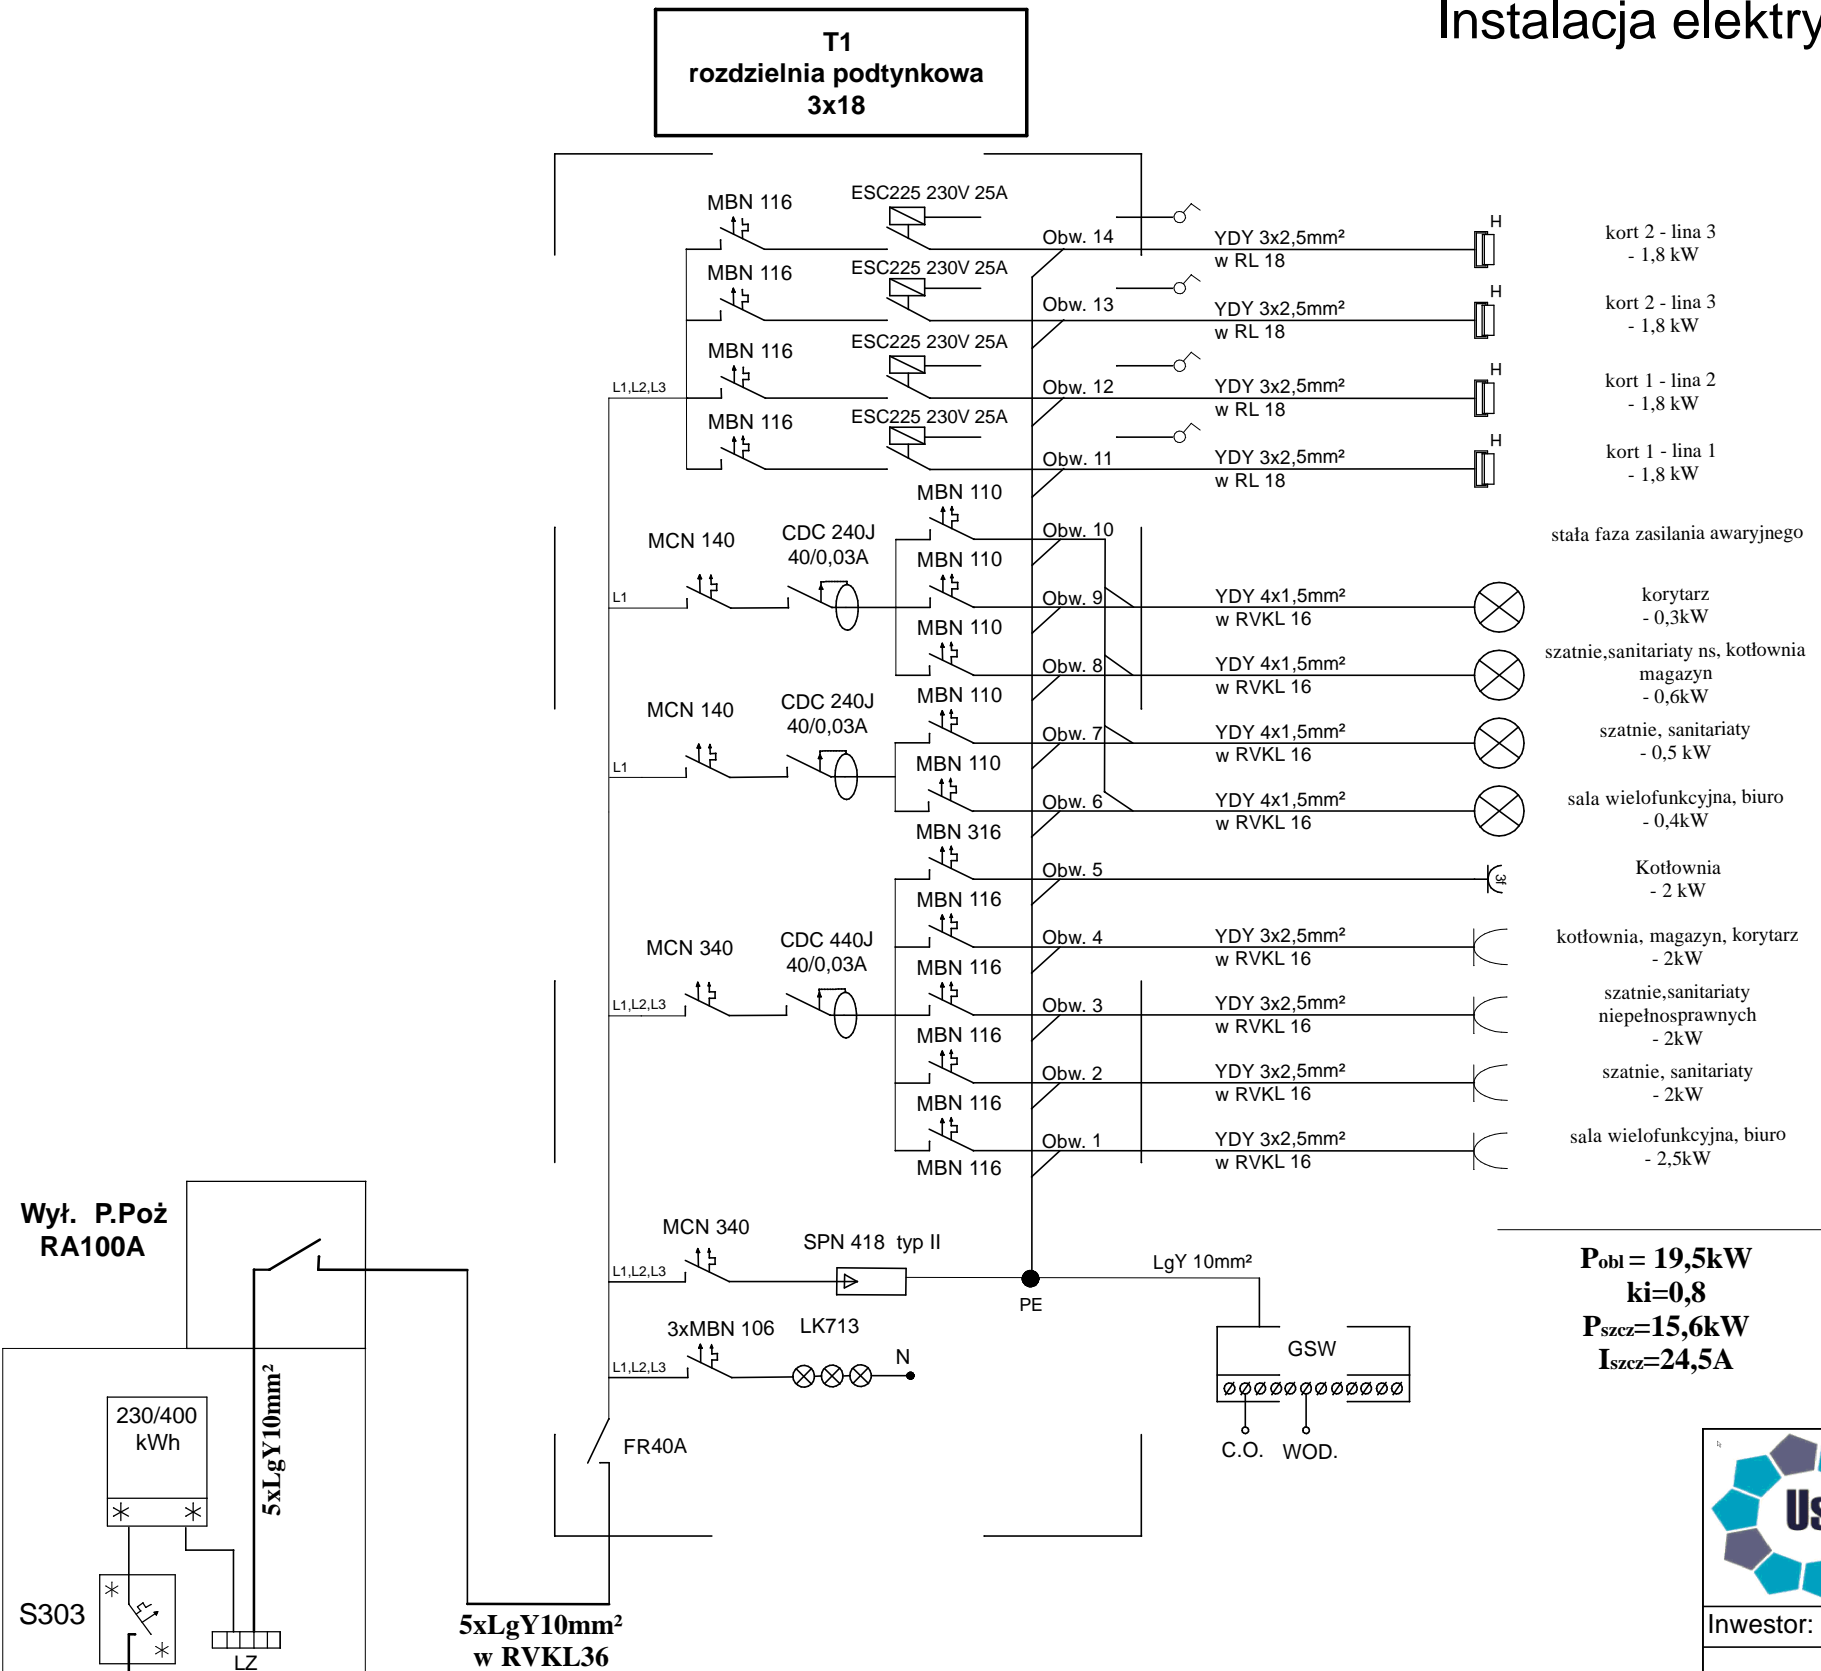 Instalacja elektry
T1
rozdzielnia podtynkowa
3x18
MBN 116
ESC225 230V 25A
Obw. 14
YDY 3x2,5mm²
w RL 18
H
kort 2 - lina 3
- 1,8 kW
MBN 116
ESC225 230V 25A
Obw. 13
YDY 3x2,5mm²
w RL 18
H
kort 2 - lina 3
- 1,8 kW
L1,L2,L3
MBN 116
ESC225 230V 25A
Obw. 12
YDY 3x2,5mm²
w RL 18
H
kort 1 - lina 2
- 1,8 kW
MBN 116
ESC225 230V 25A
Obw. 11
YDY 3x2,5mm²
w RL 18
H
kort 1 - lina 1
- 1,8 kW
MBN 110
Obw. 10
stała faza zasilania awaryjnego
L1
MCN 140
CDC 240J
40/0,03A
MBN 110
Obw. 9
YDY 4x1,5mm²
w RVKL 16
korytarz
- 0,3kW
MBN 110
Obw. 8
YDY 4x1,5mm²
w RVKL 16
szatnie,sanitariaty ns, kotłownia
magazyn
- 0,6kW
L1
MCN 140
CDC 240J
40/0,03A
MBN 110
Obw. 7
YDY 4x1,5mm²
w RVKL 16
szatnie, sanitariaty
- 0,5 kW
MBN 110
Obw. 6
YDY 4x1,5mm²
w RVKL 16
sala wielofunkcyjna, biuro
- 0,4kW
MBN 316
Obw. 5
3f
Kotłownia
- 2 kW
MBN 116
Obw. 4
YDY 3x2,5mm²
w RVKL 16
kotłownia, magazyn, korytarz
- 2kW
L1,L2,L3
MCN 340
CDC 440J
40/0,03A
MBN 116
Obw. 3
YDY 3x2,5mm²
w RVKL 16
szatnie,sanitariaty
niepełnosprawnych
- 2kW
MBN 116
Obw. 2
YDY 3x2,5mm²
w RVKL 16
szatnie, sanitariaty
- 2kW
MBN 116
Obw. 1
YDY 3x2,5mm²
w RVKL 16
MBN 116
sala wielofunkcyjna, biuro
- 2,5kW
Wył. P.Poż
RA100A
L1,L2,L3
MCN 340
SPN 418 typ II
PE
LgY 10mm²
L1,L2,L3
3xMBN 106
LK713
N
GSW
C.O.
WOD.
Pobl = 19,5kW
ki=0,8
Pszcz=15,6kW
Iszcz=24,5A
FR40A
230/400
kWh
5xLgY10mm²
S303
LZ
5xLgY10mm²
w RVKL36
Us
Inwestor: